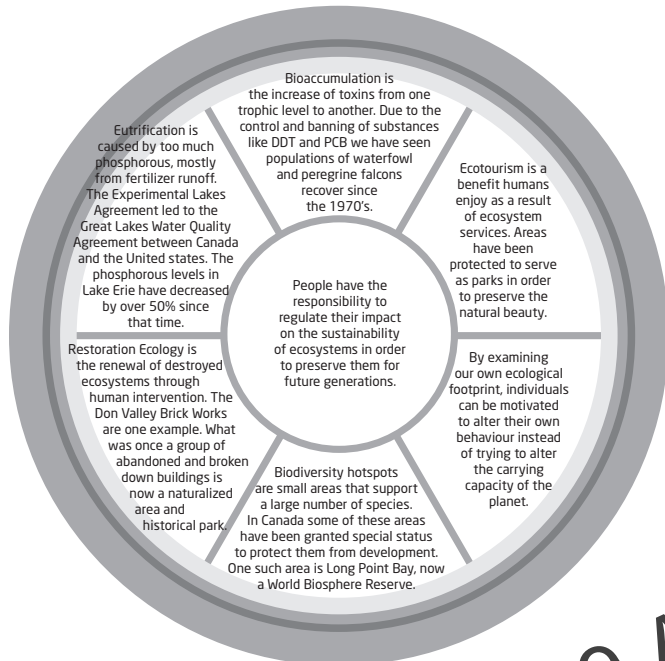 Bioaccumulation is
the increase of toxins from one
trophic level to another. Due to the
control and banning of substances
like DDT and PCB we have seen
populations of waterfowl
and peregrine falcons
recover since
the 1970's.
Ecotourism is a
benefit humans
enjoy as a result
of ecosystem
services. Areas
have been
protected to serve
as parks in order
to preserve the
natural beauty.
By examining
our own ecological
footprint, individuals
can be motivated
to alter their own
behaviour instead
of trying to alter
the carrying
capacity of the
planet.
Biodiversity hotspots
are small areas that support
a large number of species.
In Canada some of these areas
have been granted special status
to protect them from development.
One such area is Long Point Bay, now
a World Biosphere Reserve.
Restoration Ecology is
the renewal of destroyed
ecosystems through
human intervention. The
Don Valley Brick Works
are one example. What
was once a group of
abandoned and broken
down buildings is
now a naturalized
area and
historical park.
Eutrification is
caused by too much
phosphorous, mostly
from fertilizer runoff.
The Experimental Lakes
Agreement led to the
Great Lakes Water Quality
Agreement between Canada
and the United states. The
phosphorous levels in
Lake Erie have decreased
by over 50% since
that time.
People have the
responsibility to
regulate their impact
on the sustainability
of ecosystems in order
to preserve them for
future generations.